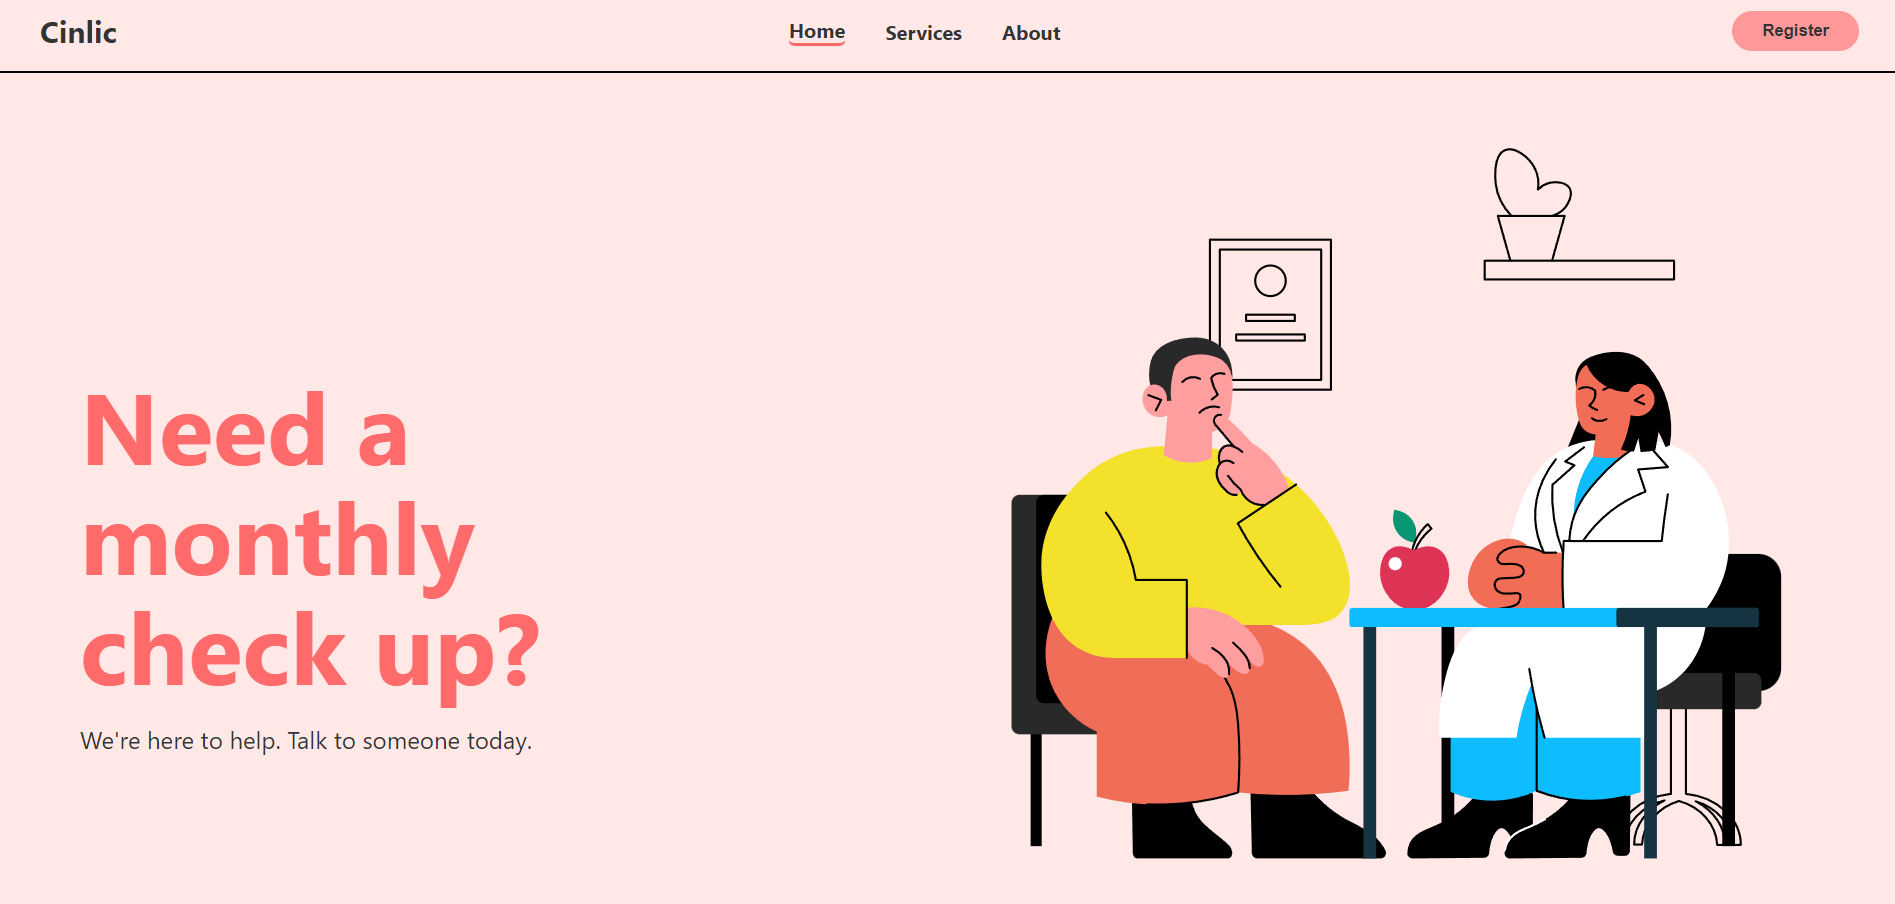 Cinlic
Home
Services
About
Register
Need a
monthly
check up?
We're here to help. Talk to someone today.